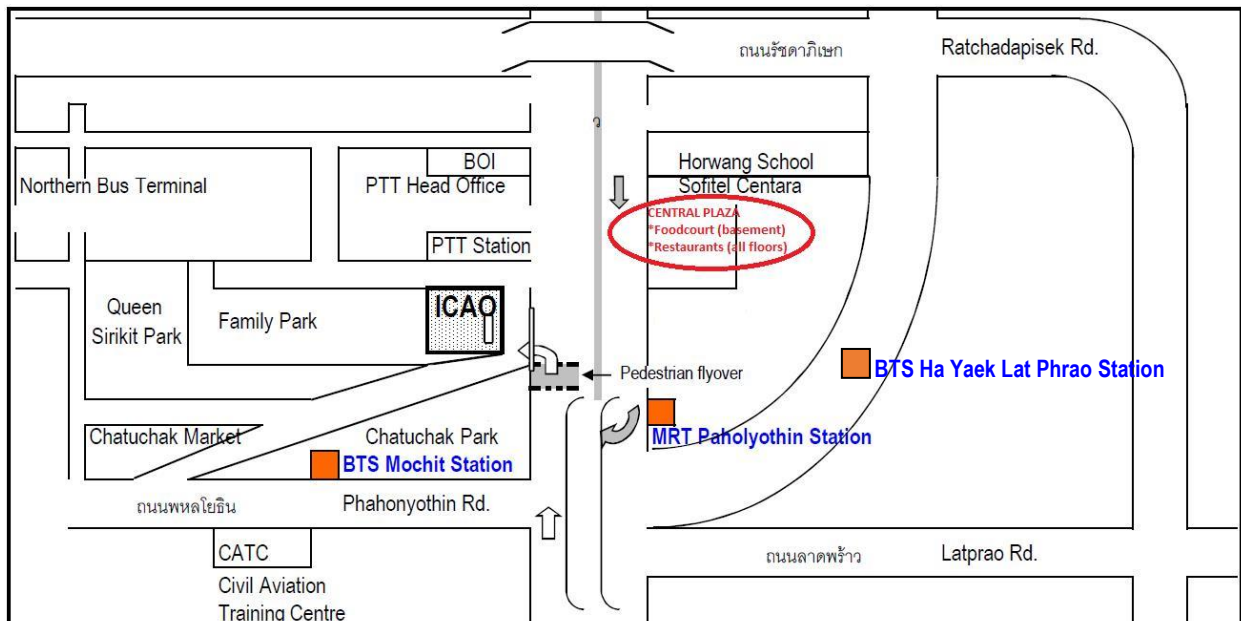 ถนนรัชดาภิเษก
Ratchadapisek Rd.
ว
BOI
Horwang School
Northern Bus Terminal
PTT Head Office
Sofitel Centara
CENTRAL PLAZA
*Foodcourt (basement)
*Restaurants (all floors)
PTT Station
Queen
Sirikit Park
Family Park
ICAO
Pedestrian flyover
BTS Ha Yaek Lat Phrao Station
Chatuchak Market
Chatuchak Park
MRT Paholyothin Station
BTS Mochit Station
ถนนพหลโยธิน
Phahonyothin Rd.
CATC
Civil Aviation
Training Centre
ถนนลาดพร้าว
Latprao Rd.